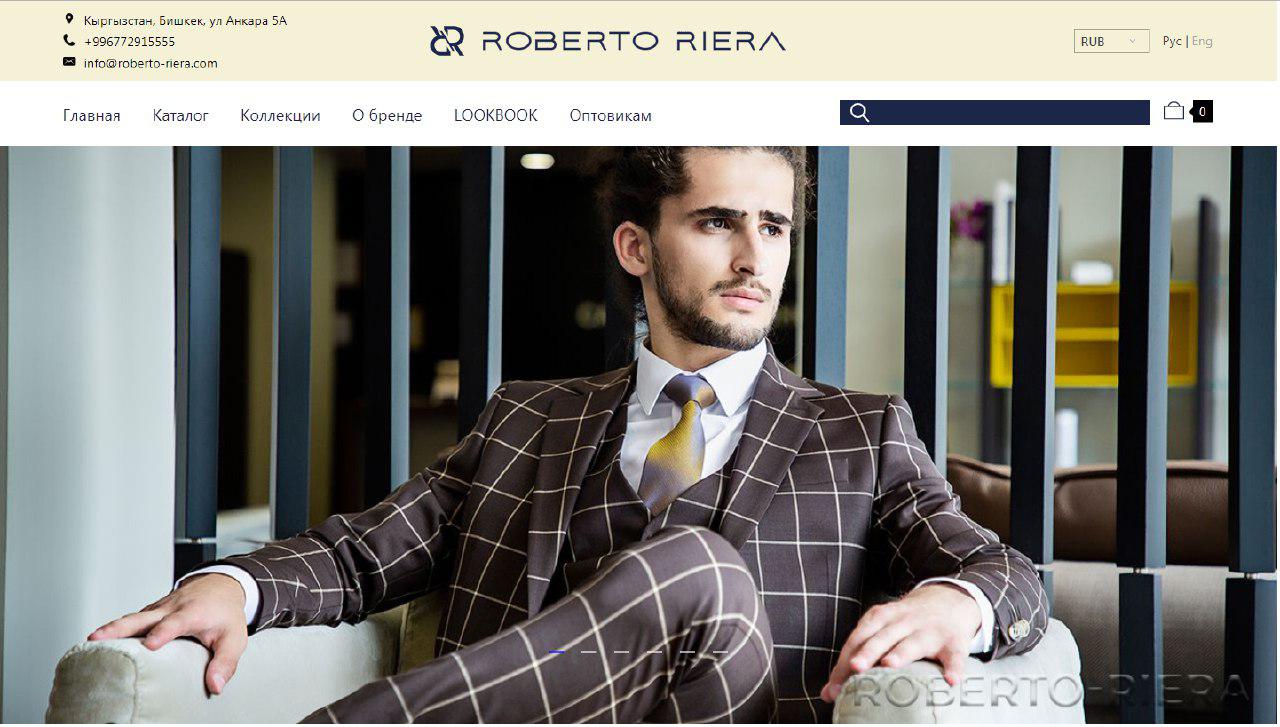 Кыргызстан, Бишкек, ул Анкара 5А
+996772915555
info@roberto-riera.com
ROBERTO RIERA
RUB
Рус | Eng
Главная Каталог Коллекции О бренде LOOKBOOK Оптовикам
0
ROBERTO-RIERA